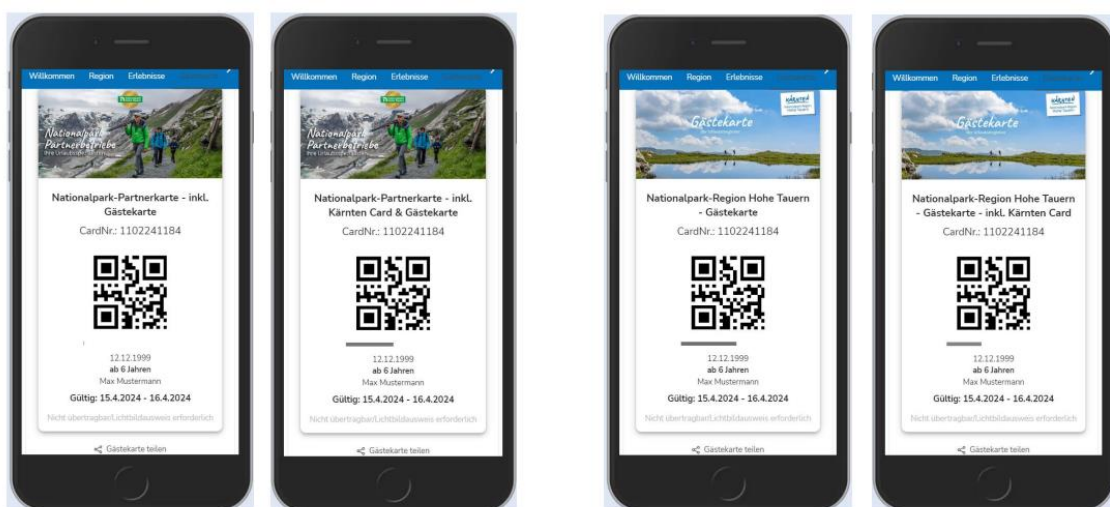 Willkommen Region Erlebnisse
Nationalpark
Partnerbetriebe
Nationalpark-Partnerkarte - inkl.
Gästekarte
CardNr.: 1102241184
12.12.1999
ab 6 Jahren
Max Mustermann
Gültig: 15.4.2024 - 16.4.2024
Nicht übertragbar/Lichtbildausweis erforderlich
Gästekarte teilen
Willkommen Region Erlebnisse
Nationalpark
Partnerbetriebe
Nationalpark-Partnerkarte - inkl.
Kärnten Card & Gästekarte
CardNr.: 1102241184
12.12.1999
ab 6 Jahren
Max Mustermann
Gültig: 15.4.2024 - 16.4.2024
Nicht übertragbar/Lichtbildausweis erforderlich
Gästekarte teilen
Willkommen Region Erlebnisse
KÄRNTEN
Gästekarte
Nationalpark-Region Hohe Tauern
- Gästekarte
CardNr.: 1102241184
12.12.1999
ab 6 Jahren
Max Mustermann
Gültig: 15.4.2024 - 16.4.2024
Nicht übertragbar/Lichtbildausweis erforderlich
Gästekarte teilen
Willkommen Region Erlebnisse
KÄRNTEN
Gästekarte
Nationalpark-Region Hohe Tauern
- Gästekarte - inkl. Kärnten Card
CardNr.: 1102241184
12.12.1999
ab 6 Jahren
Max Mustermann
Gültig: 15.4.2024 - 16.4.2024
Nicht übertragbar/Lichtbildausweis erforderlich
Gästekarte teilen